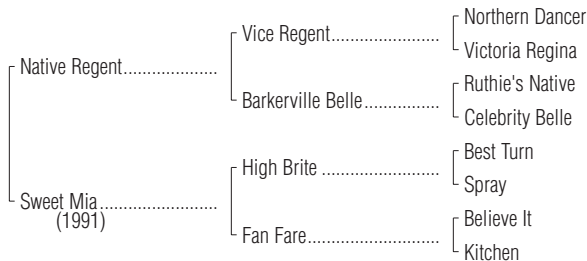 Northern Dancer
Vice Regent......................
Victoria Regina
Native Regent...................
Ruthie's Native
Barkerville Belle...............
Celebrity Belle
Best Turn
High Brite ........................
Spray
Sweet Mia........................
(1991)
Believe It
Fan Fare...........................
Kitchen